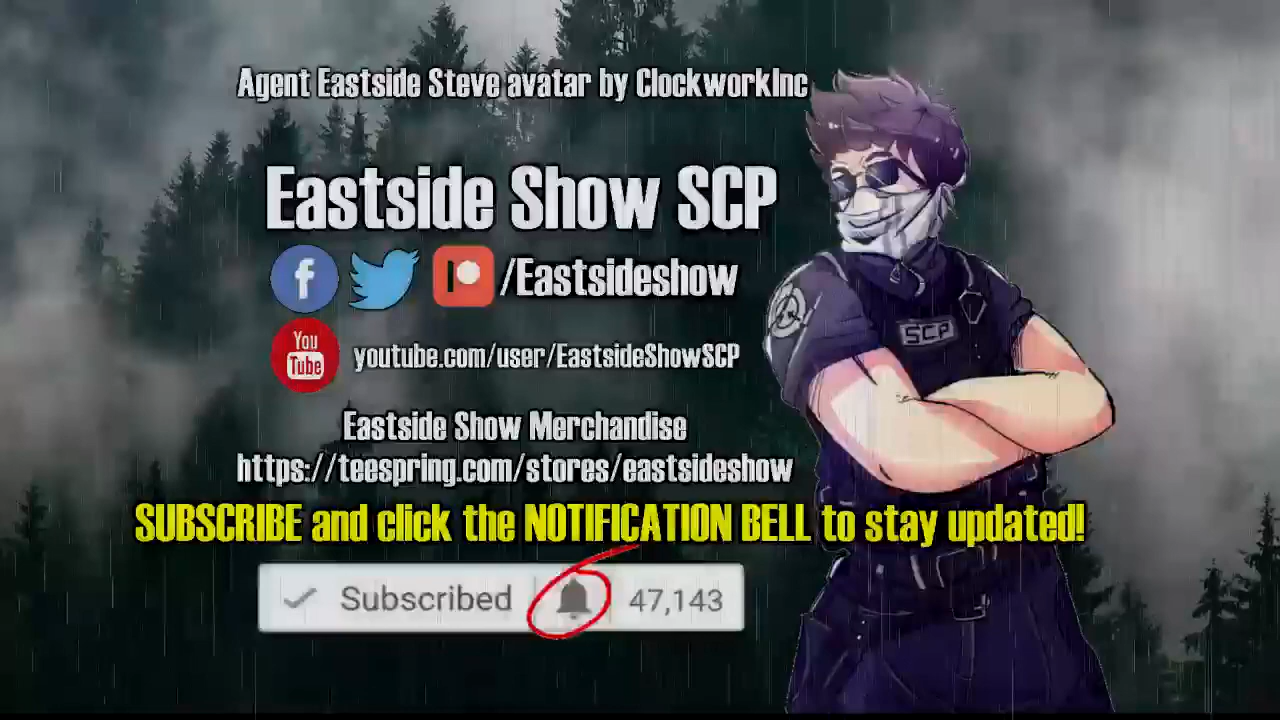 Agent Eastside Steve avatar by ClockworkInc
Eastside Show SCP
f /Eastsideshow
SCP
You
Tube
youtube.com/user/EastsideShowSCP
Eastside Show Merchandise
https://teespring.com/stores/eastsideshow
SUBSCRIBE and click the NOTIFICATION BELL to stay updated!
Subscribed 47,143